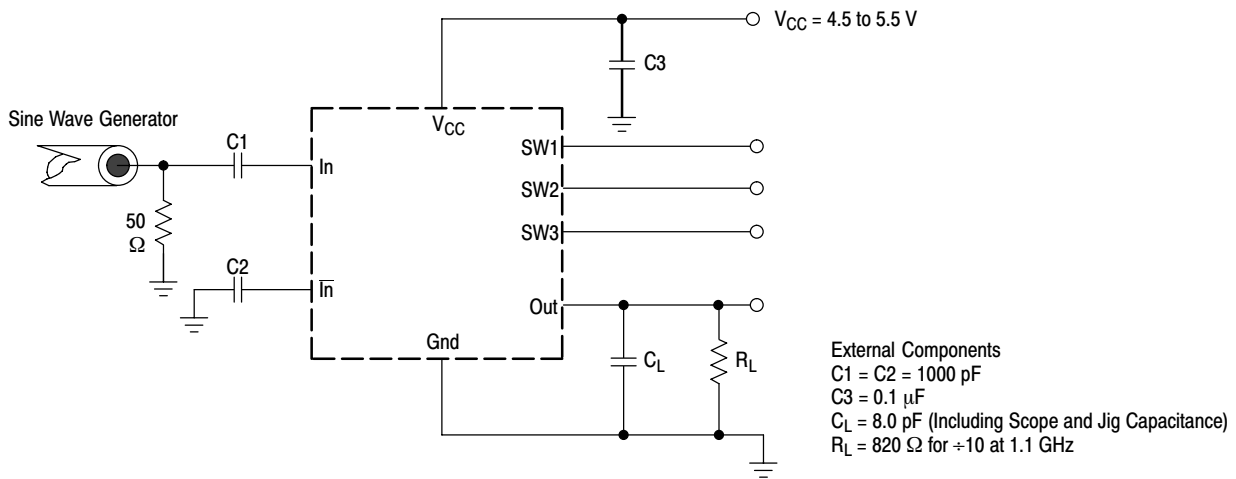 V_CC = 4.5 to 5.5 V
C3
Sine Wave Generator
V_CC
C1
SW1
In
SW2
50
Ω
SW3
C2
I̅n̅
Out
Gnd
C_L
R_L
External Components
C1 = C2 = 1000 pF
C3 = 0.1 μF
C_L = 8.0 pF (Including Scope and Jig Capacitance)
R_L = 820 Ω for ÷10 at 1.1 GHz